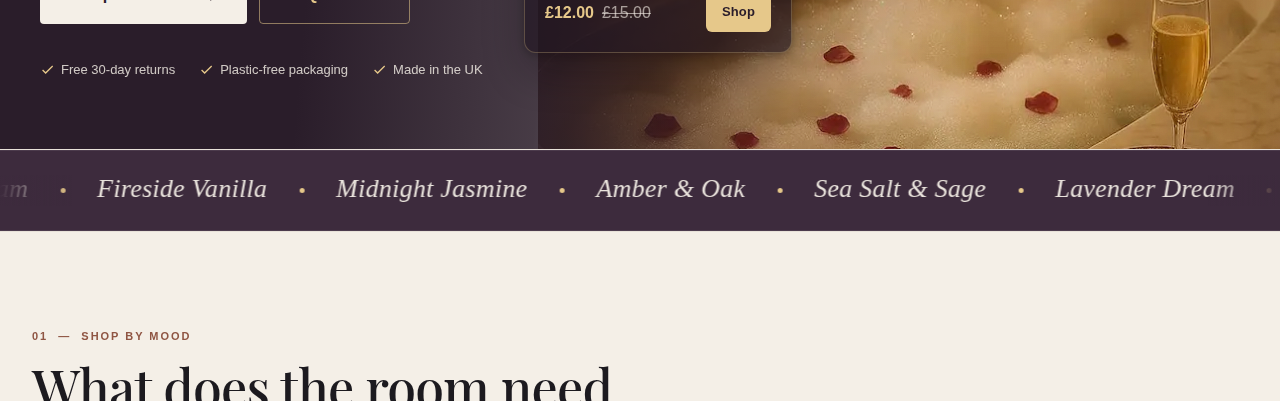 £12.00 £15.00
Shop
Free 30-day returns
Plastic-free packaging
Made in the UK
Fireside Vanilla • Midnight Jasmine • Amber & Oak • Sea Salt & Sage • Lavender Dream •
01 — SHOP BY MOOD
What does the room need